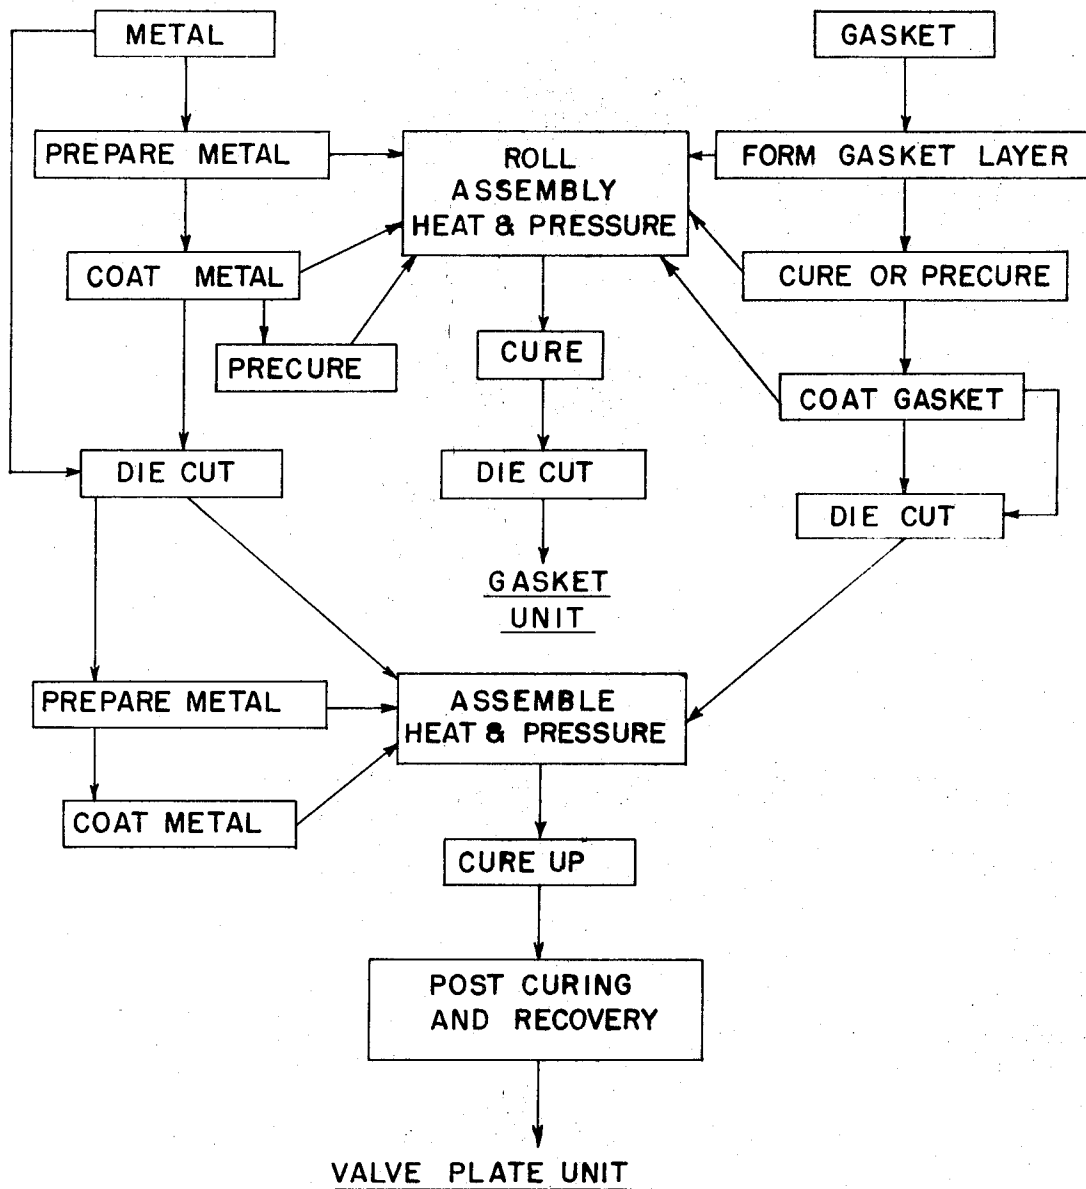 METAL
GASKET
PREPARE METAL
ROLL
ASSEMBLY
HEAT & PRESSURE
FORM GASKET LAYER
COAT METAL
CURE OR PRECURE
PRECURE
CURE
COAT GASKET
DIE CUT
DIE CUT
DIE CUT
GASKET
UNIT
PREPARE METAL
ASSEMBLE
HEAT & PRESSURE
COAT METAL
CURE UP
POST CURING
AND RECOVERY
VALVE PLATE UNIT